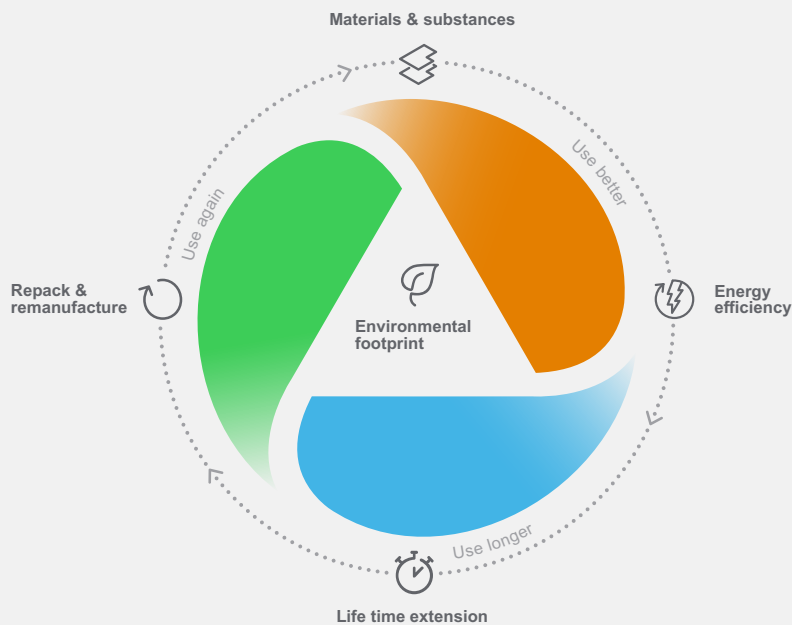 Materials & substances
Use better
Use again
Energy
efficiency
Repack &
remanufacture
Environmental
footprint
Use longer
Life time extension